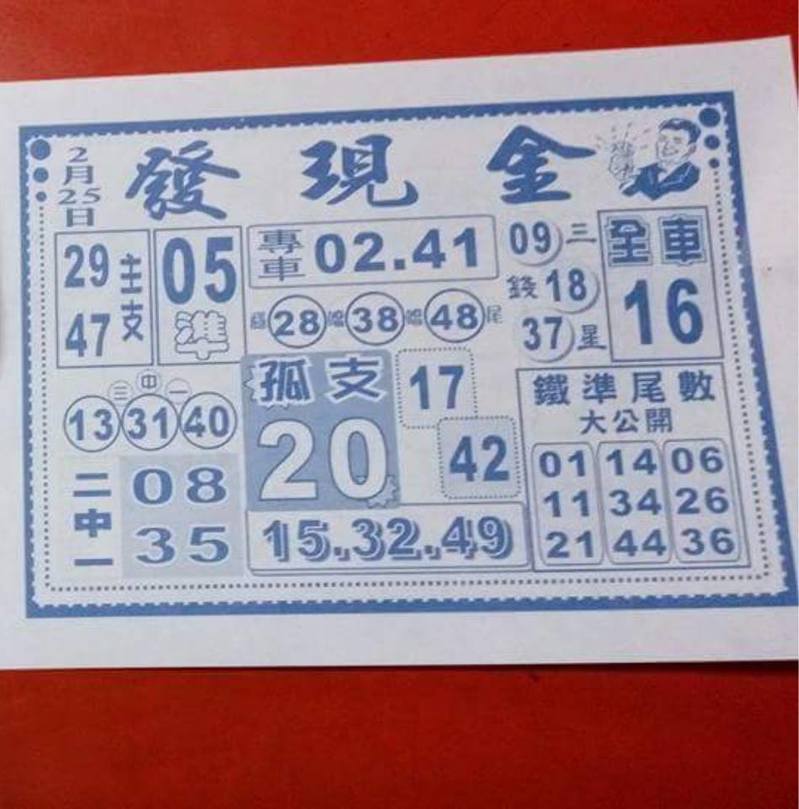 2月25日
發現金
29 47 主支
05 準
專車 02.41
28 38 48 尾
09 18 37 三錢星
全車 16
三中一
13 31 40
孤支 20
17
42
鐵準尾數
大公開
01 14 06
11 34 26
21 44 36
二中一 08 35
15.32.49